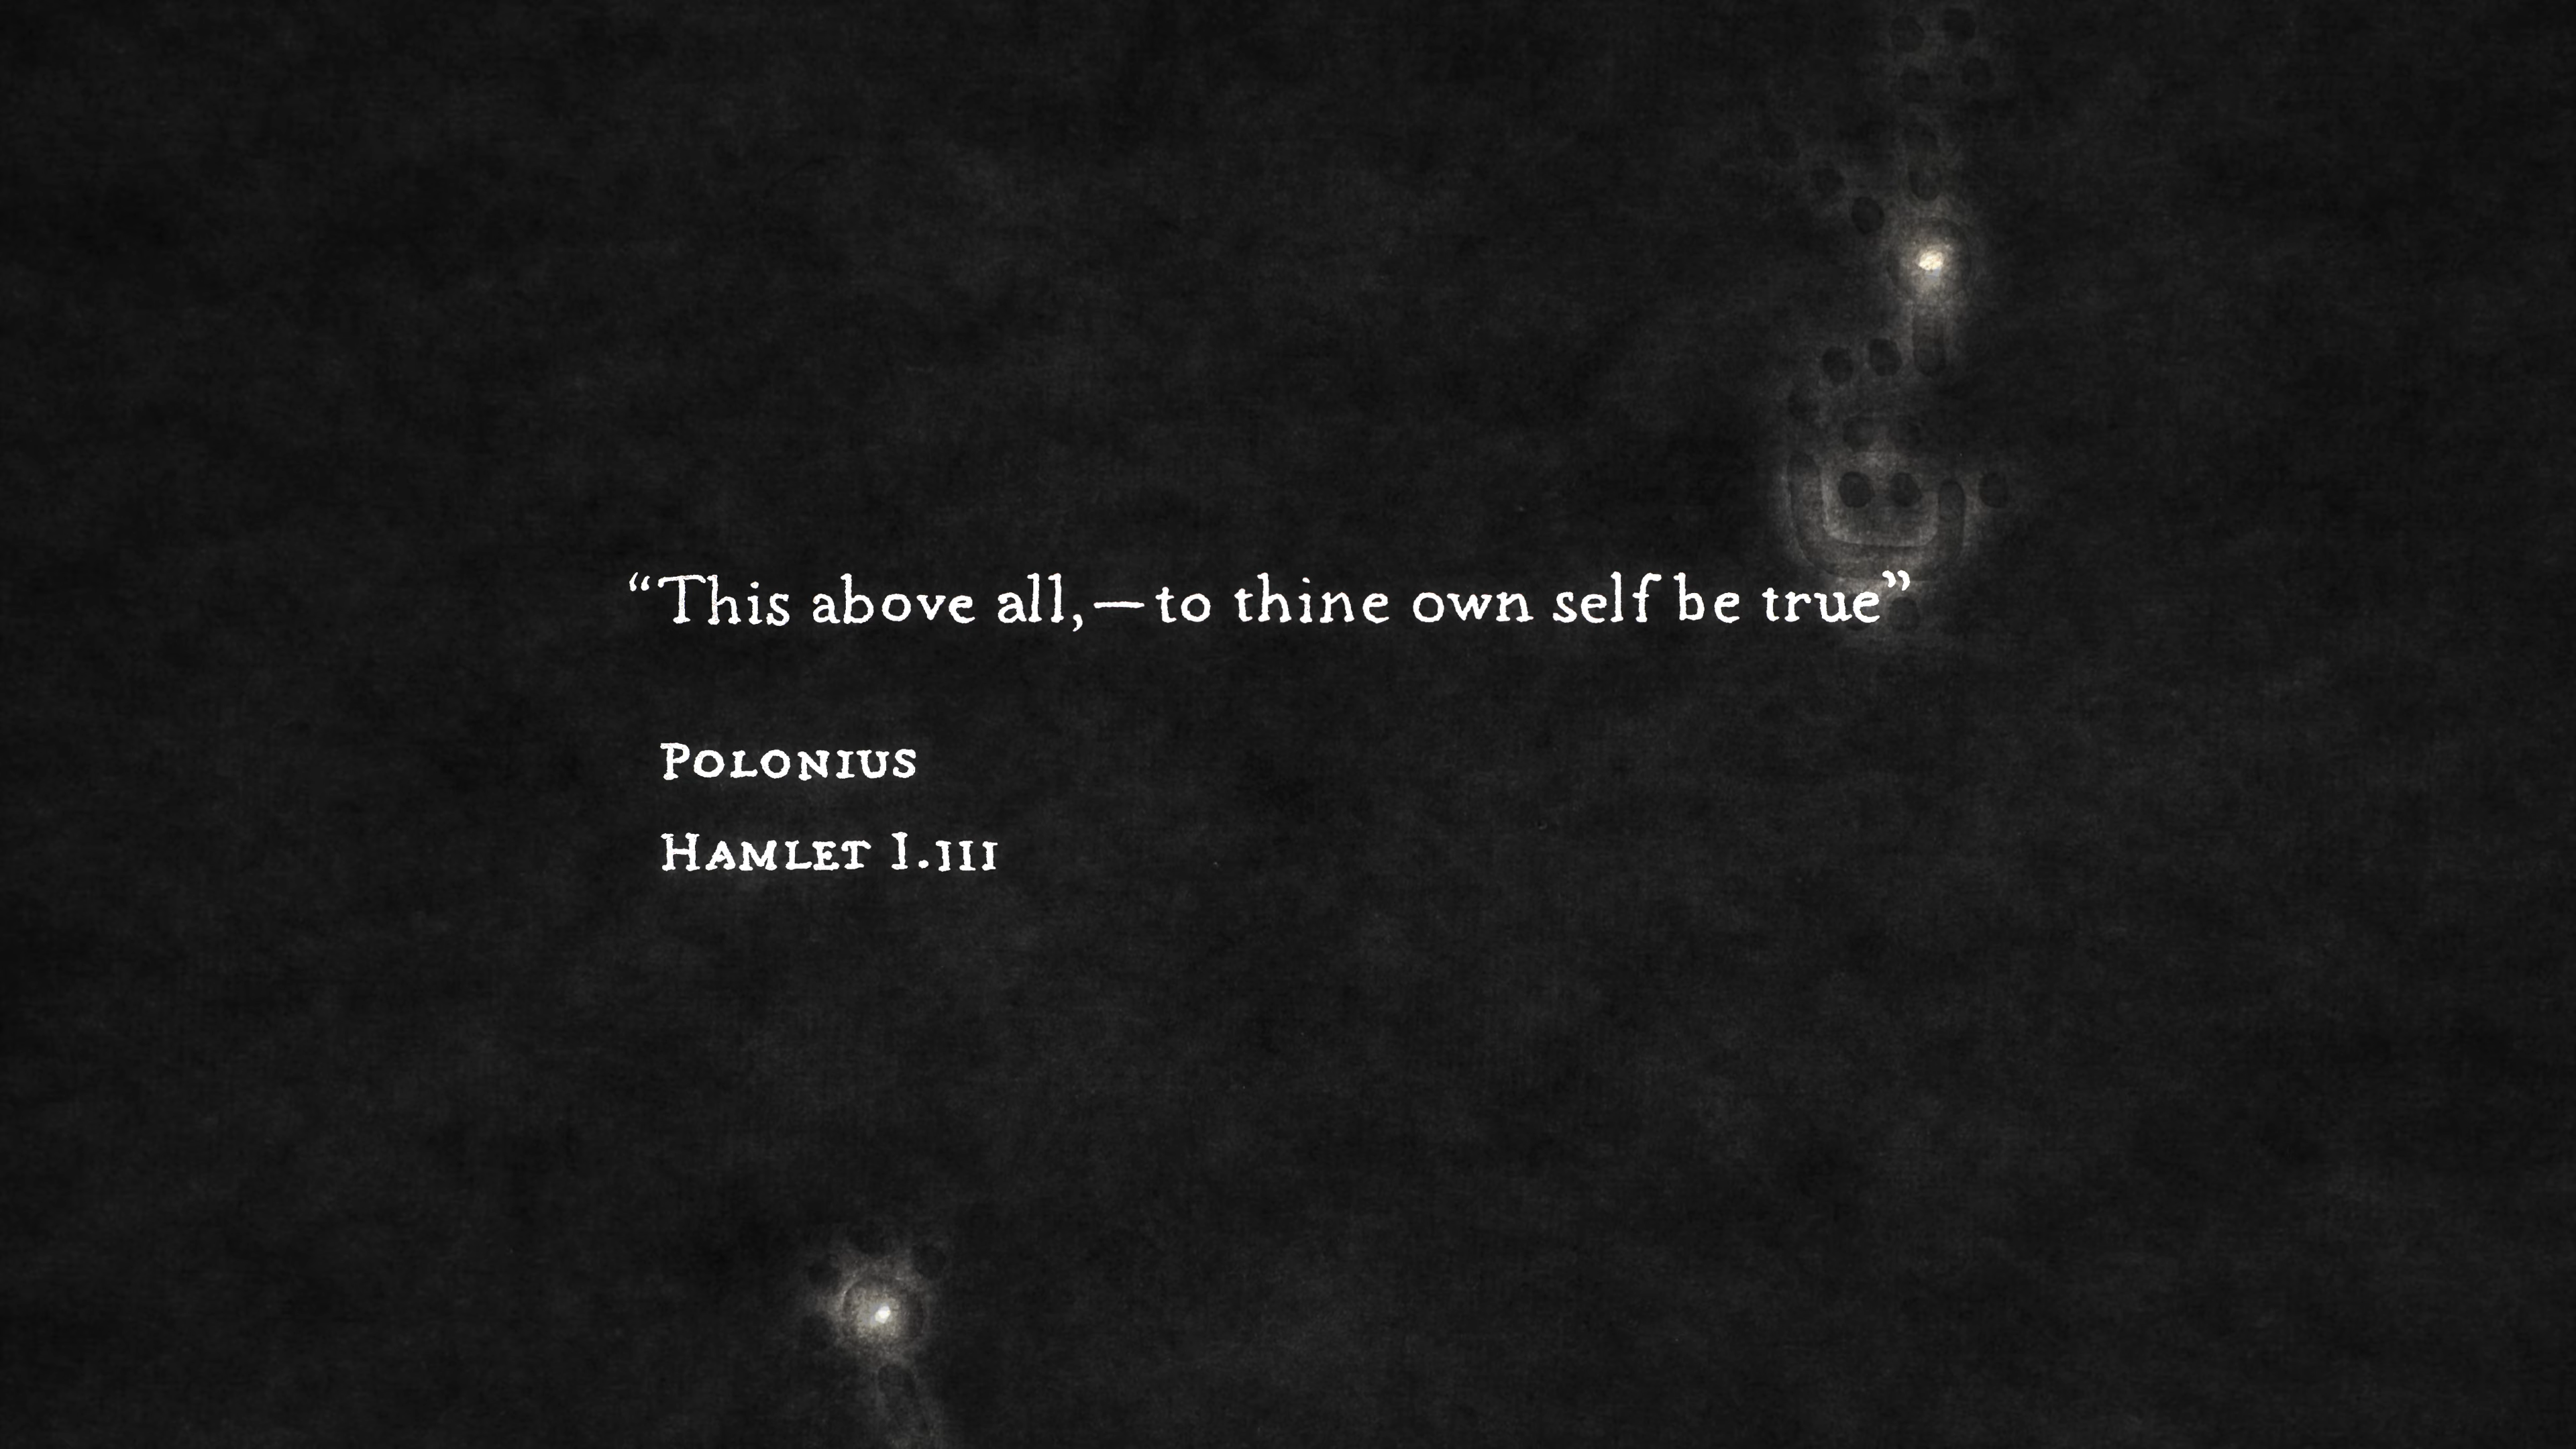 “This above all,—to thine own self be true”
Polonius
Hamlet I.iii